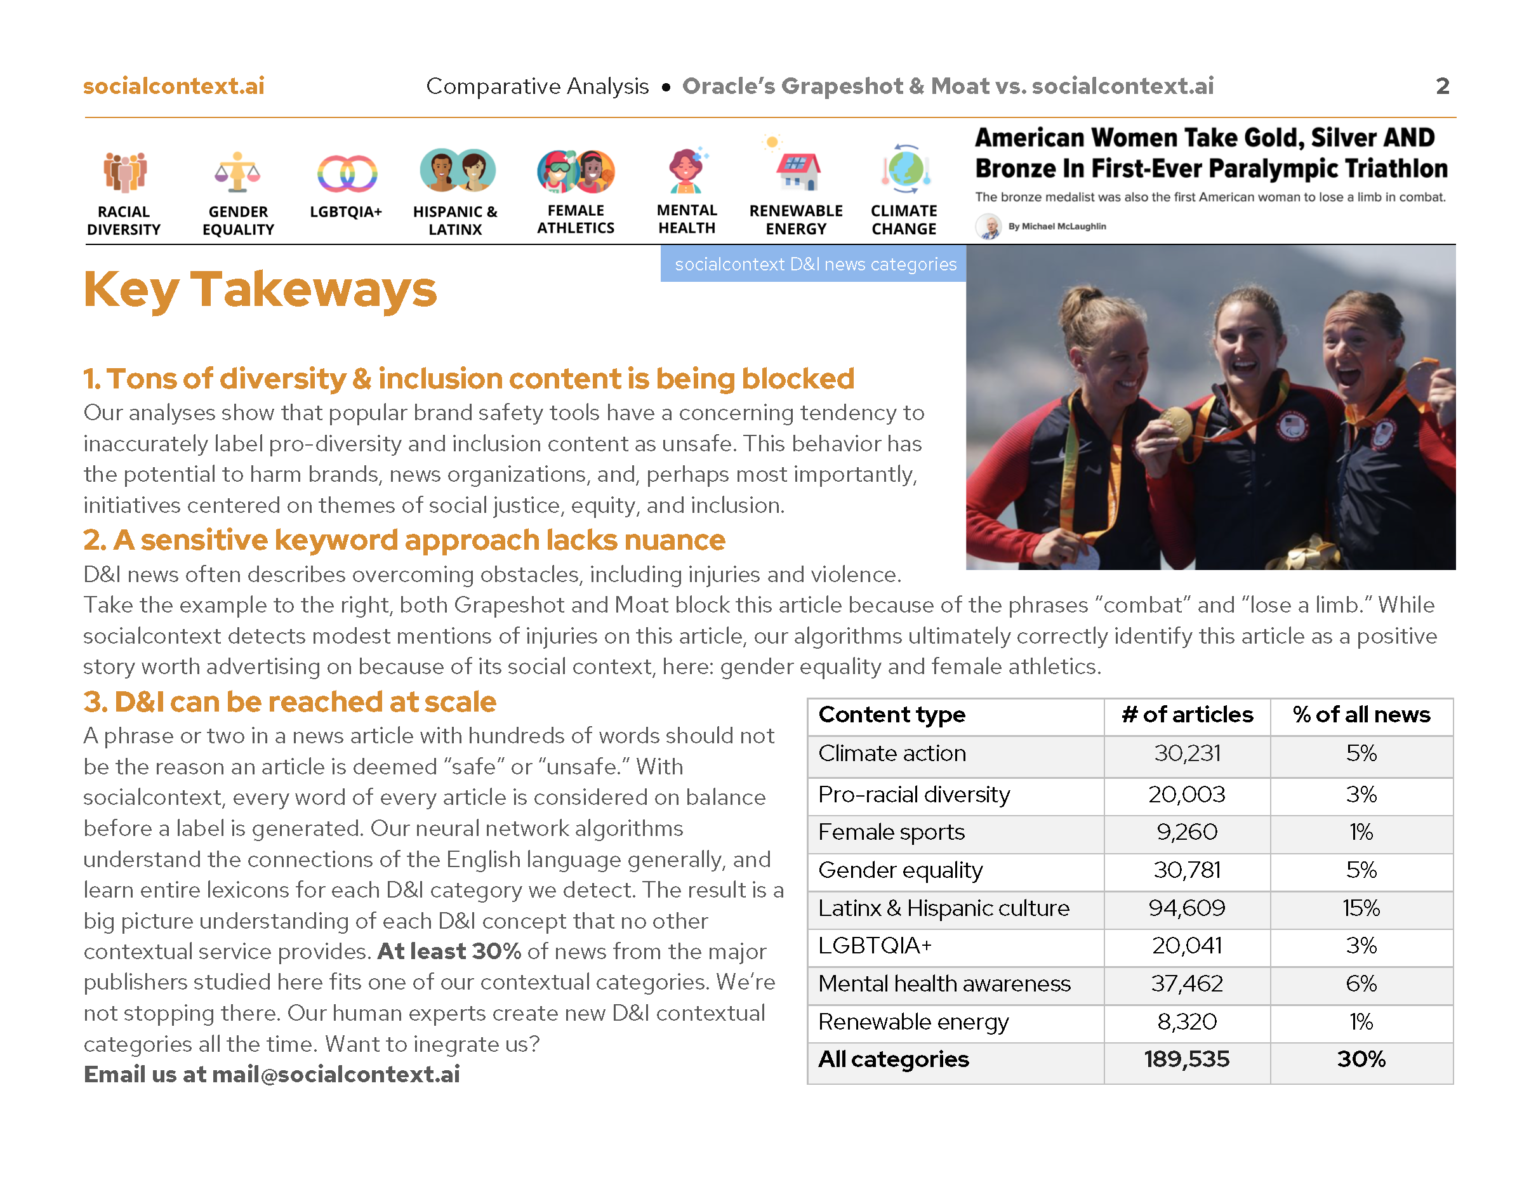 socialcontext.ai Comparative Analysis • Oracle's Grapeshot & Moat vs. socialcontext.ai 2
RACIAL DIVERSITY
GENDER EQUALITY
LGBTQIA+
HISPANIC & LATINX
FEMALE ATHLETICS
MENTAL HEALTH
RENEWABLE ENERGY
CLIMATE CHANGE
American Women Take Gold, Silver AND
Bronze In First-Ever Paralympic Triathlon
The bronze medalist was also the first American woman to lose a limb in combat.
By Michael McLaughlin
socialcontext D&I news categories
Key Takeways
1. Tons of diversity & inclusion content is being blocked
Our analyses show that popular brand safety tools have a concerning tendency to
inaccurately label pro-diversity and inclusion content as unsafe. This behavior has
the potential to harm brands, news organizations, and, perhaps most importantly,
initiatives centered on themes of social justice, equity, and inclusion.
2. A sensitive keyword approach lacks nuance
D&I news often describes overcoming obstacles, including injuries and violence.
Take the example to the right, both Grapeshot and Moat block this article because of the phrases “combat” and “lose a limb.” While
socialcontext detects modest mentions of injuries on this article, our algorithms ultimately correctly identify this article as a positive
story worth advertising on because of its social context, here: gender equality and female athletics.
3. D&I can be reached at scale
A phrase or two in a news article with hundreds of words should not
be the reason an article is deemed “safe” or “unsafe.” With
socialcontext, every word of every article is considered on balance
before a label is generated. Our neural network algorithms
understand the connections of the English language generally, and
learn entire lexicons for each D&I category we detect. The result is a
big picture understanding of each D&I concept that no other
contextual service provides. At least 30% of news from the major
publishers studied here fits one of our contextual categories. We're
not stopping there. Our human experts create new D&I contextual
categories all the time. Want to inegrate us?
Email us at mail@socialcontext.ai
Content type # of articles % of all news
Climate action 30,231 5%
Pro-racial diversity 20,003 3%
Female sports 9,260 1%
Gender equality 30,781 5%
Latinx & Hispanic culture 94,609 15%
LGBTQIA+ 20,041 3%
Mental health awareness 37,462 6%
Renewable energy 8,320 1%
All categories 189,535 30%